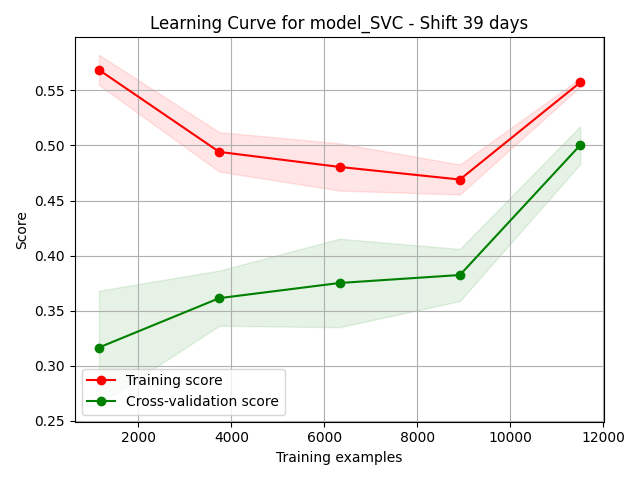 Learning Curve for model_SVC - Shift 39 days
Score
0.55
0.50
0.45
0.40
0.35
0.30
0.25
Training score
Cross-validation score
2000 4000 6000 8000 10000 12000
Training examples